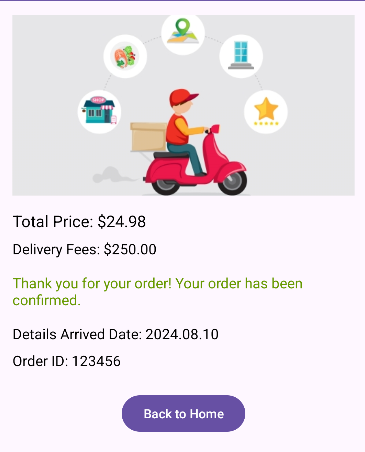 Total Price: $24.98
Delivery Fees: $250.00
Thank you for your order! Your order has been
confirmed.
Details Arrived Date: 2024.08.10
Order ID: 123456
Back to Home